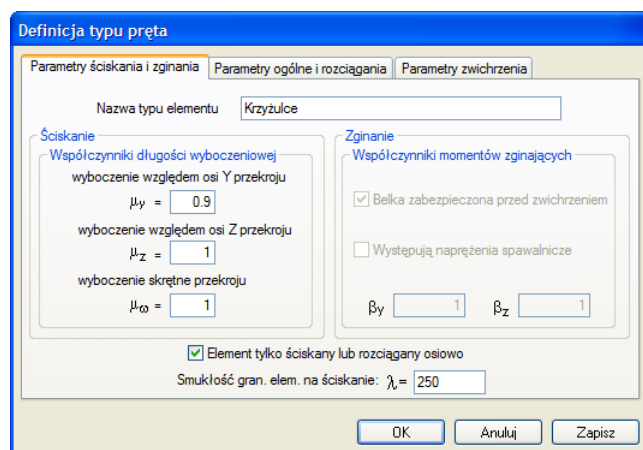 Definicja typu pręta
Parametry ściskania i zginania Parametry ogólne i rozciągania Parametry zwichrzenia
Nazwa typu elementu Krzyżulce
Ściskanie
Współczynniki długości wyboczeniowej
wyboczenie względem osi Y przekroju
μy = 0.9
wyboczenie względem osi Z przekroju
μz = 1
wyboczenie skrętne przekroju
μω = 1
Zginanie
Współczynniki momentów zginających
Belka zabezpieczona przed zwichrzeniem
Występują naprężenia spawalnicze
βy 1 βz 1
Element tylko ściskany lub rozciągany osiowo
Smukłość gran. elem. na ściskanie: λ = 250
OK Anuluj Zapisz